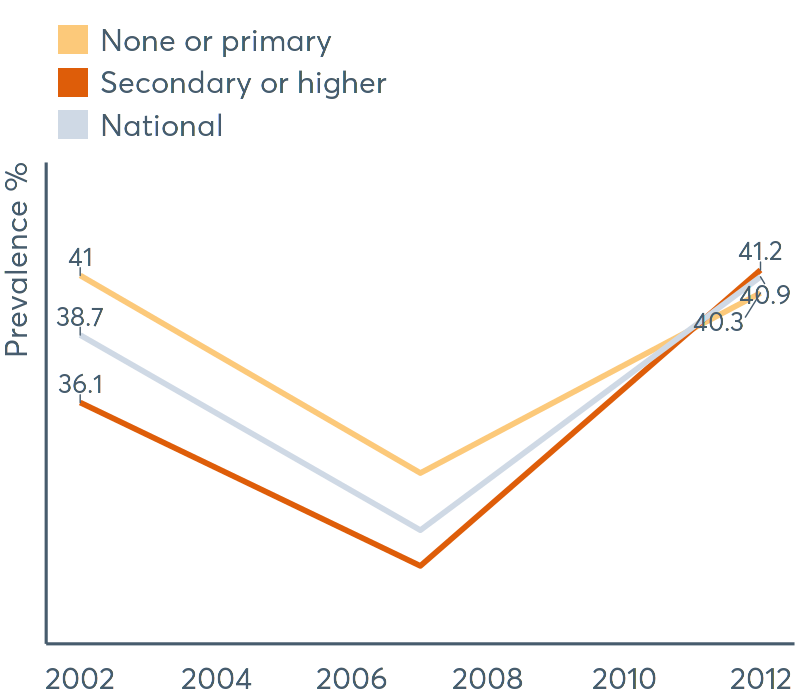 None or primary
Secondary or higher
National
Prevalence %
41
38.7
36.1
41.2
40.9
40.3
2002 2004 2006 2008 2010 2012